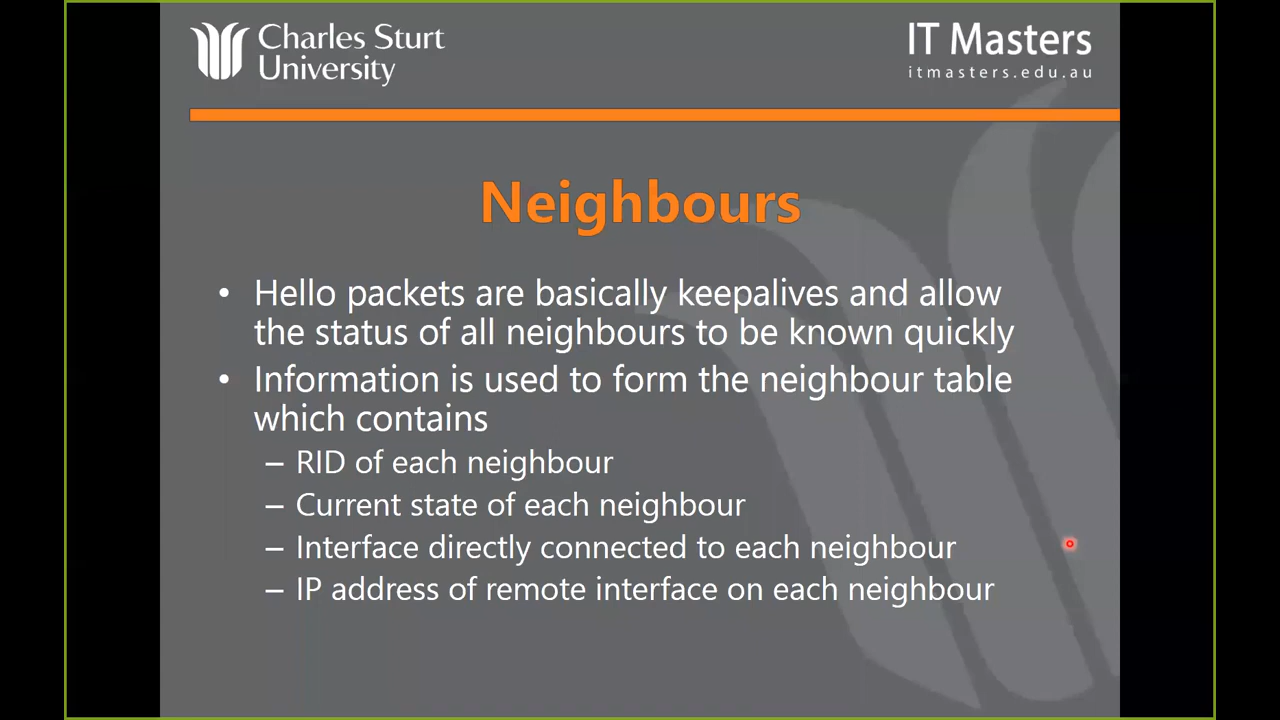 Charles Sturt
University
IT Masters
itmasters.edu.au
Neighbours
• Hello packets are basically keepalives and allow
the status of all neighbours to be known quickly
• Information is used to form the neighbour table
which contains
– RID of each neighbour
– Current state of each neighbour
– Interface directly connected to each neighbour
– IP address of remote interface on each neighbour